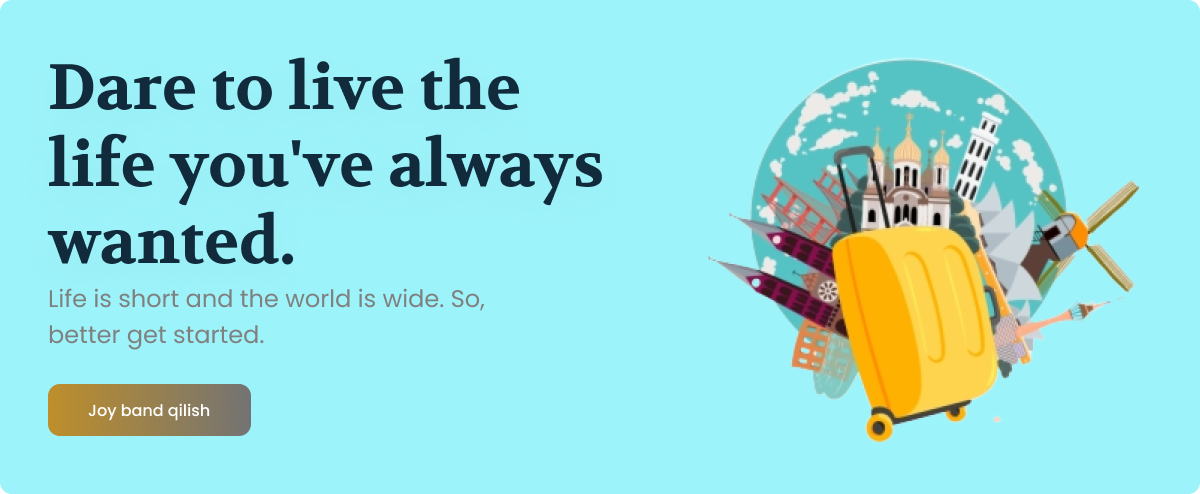 Dare to live the
life you've always
wanted.
Life is short and the world is wide. So,
better get started.
Joy band qilish